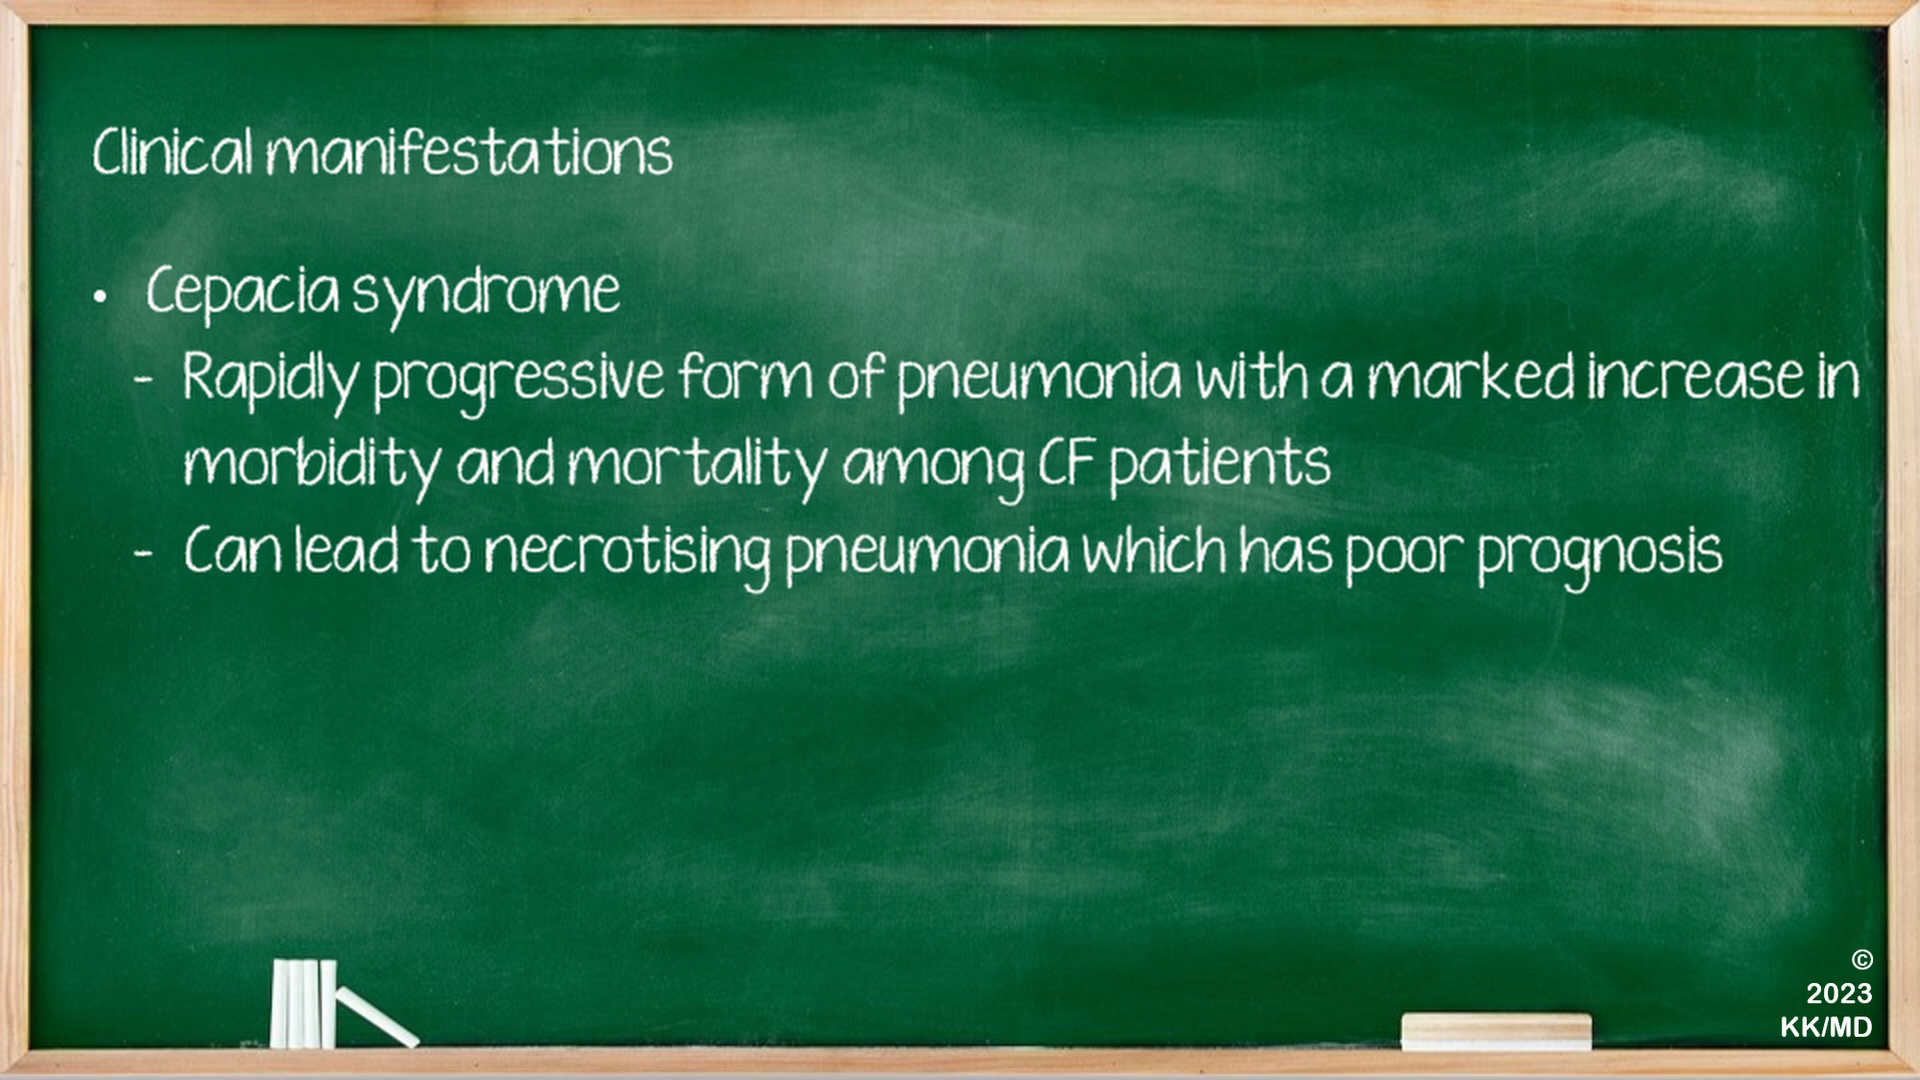 Clinical manifestations
• Cepacia syndrome
- Rapidly progressive form of pneumonia with a marked increase in
morbidity and mortality among CF patients
- Can lead to necrotising pneumonia which has poor prognosis
©
2023
KK/MD